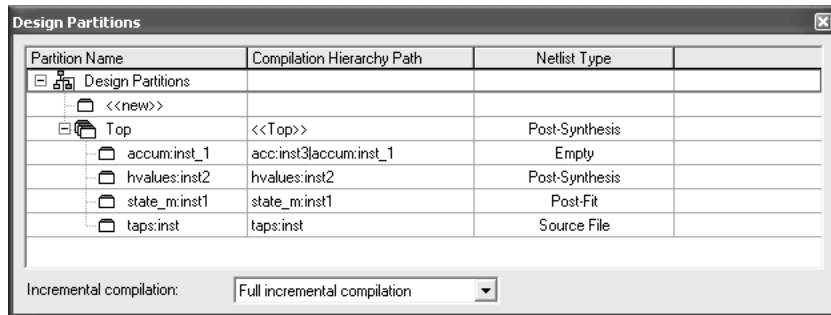 Design Partitions
Partition Name Compilation Hierarchy Path Netlist Type
Design Partitions
<<new>>
Top <<Top>> Post-Synthesis
accum:inst_1 acc:inst3|accum:inst_1 Empty
hvalues:inst2 hvalues:inst2 Post-Synthesis
state_m:inst1 state_m:inst1 Post-Fit
taps:inst taps:inst Source File
Incremental compilation: Full incremental compilation